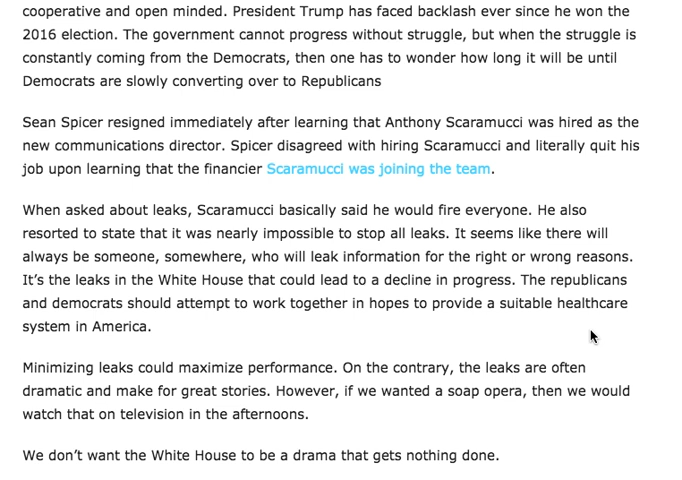 cooperative and open minded. President Trump has faced backlash ever since he won the
2016 election. The government cannot progress without struggle, but when the struggle is
constantly coming from the Democrats, then one has to wonder how long it will be until
Democrats are slowly converting over to Republicans
Sean Spicer resigned immediately after learning that Anthony Scaramucci was hired as the
new communications director. Spicer disagreed with hiring Scaramucci and literally quit his
job upon learning that the financier Scaramucci was joining the team.
When asked about leaks, Scaramucci basically said he would fire everyone. He also
resorted to state that it was nearly impossible to stop all leaks. It seems like there will
always be someone, somewhere, who will leak information for the right or wrong reasons.
It’s the leaks in the White House that could lead to a decline in progress. The republicans
and democrats should attempt to work together in hopes to provide a suitable healthcare
system in America.
Minimizing leaks could maximize performance. On the contrary, the leaks are often
dramatic and make for great stories. However, if we wanted a soap opera, then we would
watch that on television in the afternoons.
We don’t want the White House to be a drama that gets nothing done.